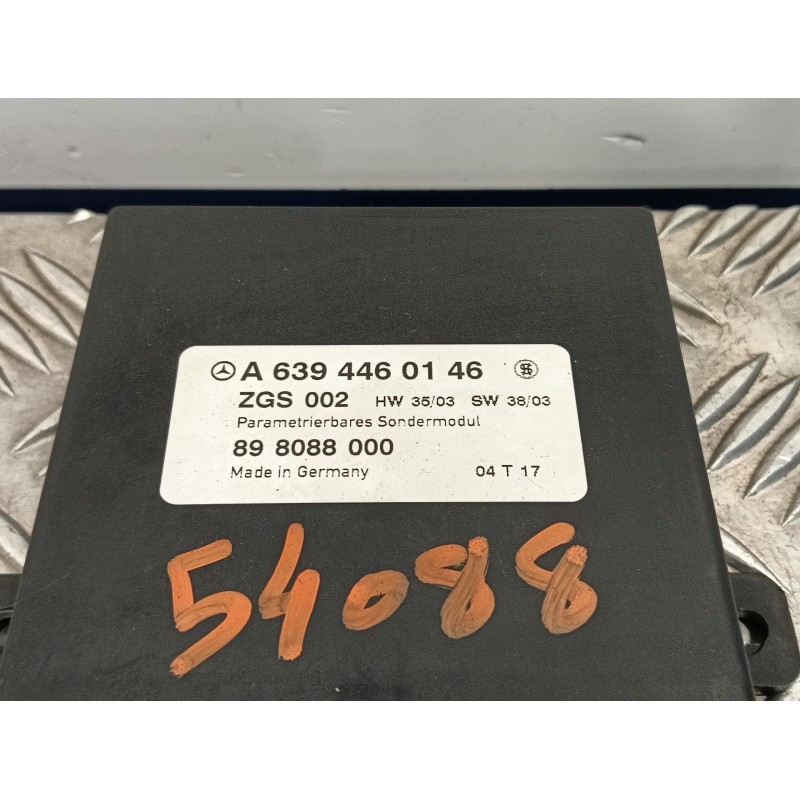 A 639 446 01 46
ZGS 002 HW 35/03 SW 38/03
Parametrierbares Sondermodul
89 8088 000
Made in Germany 04 T 17
54088